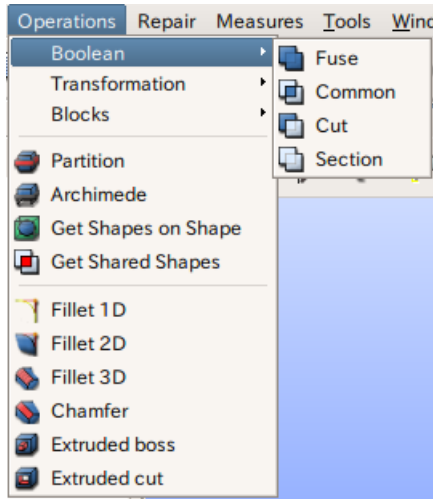 Operations Repair Measures Tools
Boolean
Transformation
Blocks
Partition
Archimede
Get Shapes on Shape
Get Shared Shapes
Fillet 1D
Fillet 2D
Fillet 3D
Chamfer
Extruded boss
Extruded cut
Fuse
Common
Cut
Section